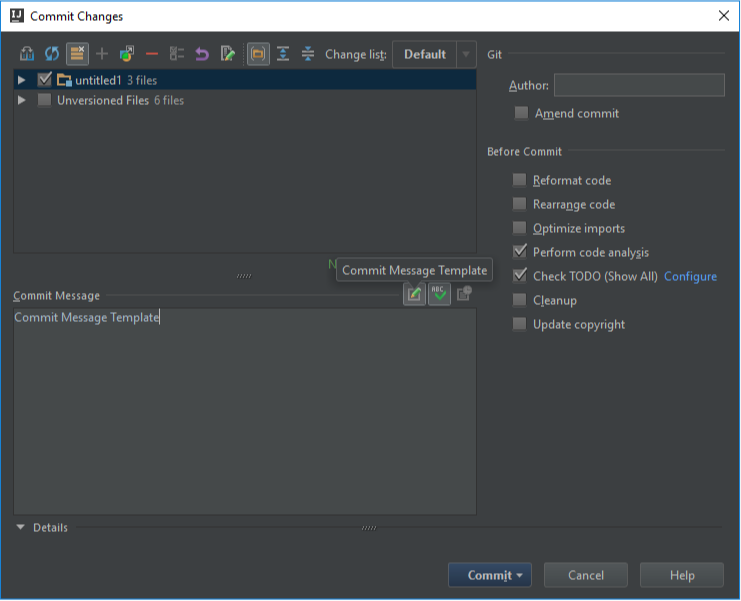 IJ Commit Changes
Change list: Default
untitled1 3 files
Unversioned Files 6 files
Git
Author:
Amend commit
Before Commit
Reformat code
Rearrange code
Optimize imports
Perform code analysis
Check TODO (Show All) Configure
Cleanup
Update copyright
N
Commit Message Template
Commit Message
ABC
Commit Message Template
Details
Commit
Cancel
Help